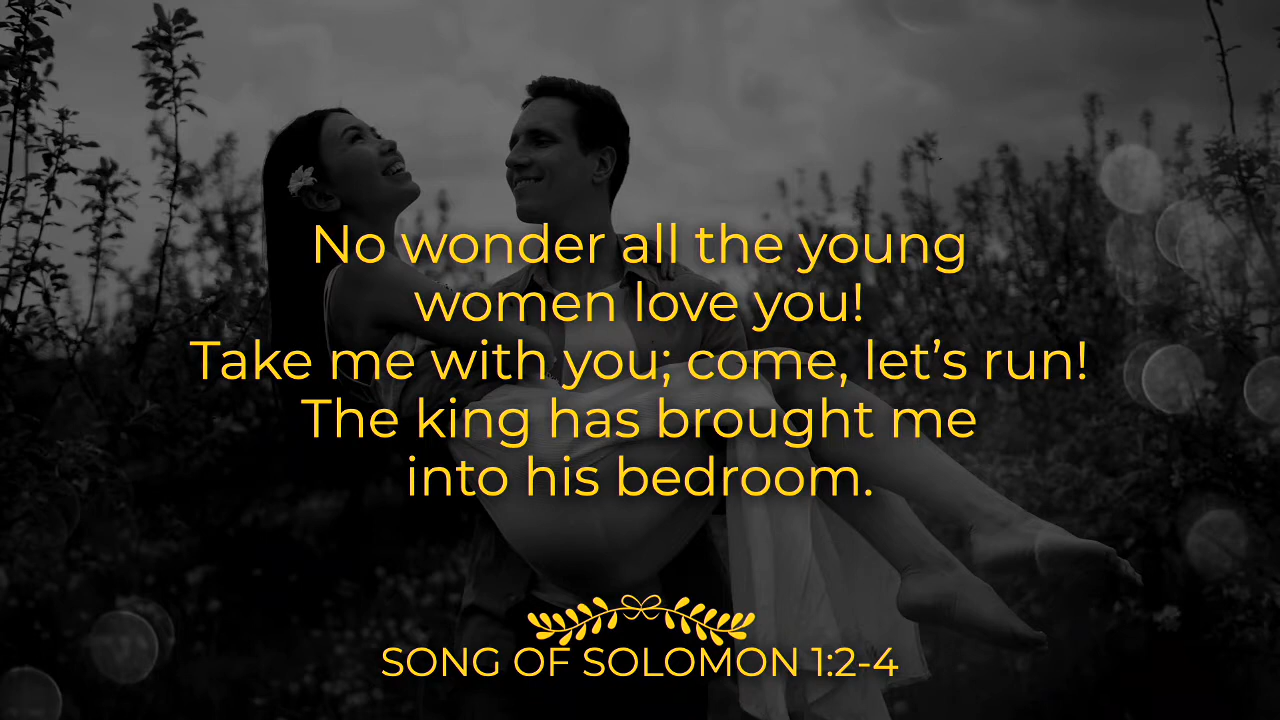 No wonder all the young
women love you!
Take me with you; come, let’s run!
The king has brought me
into his bedroom.
SONG OF SOLOMON 1:2-4